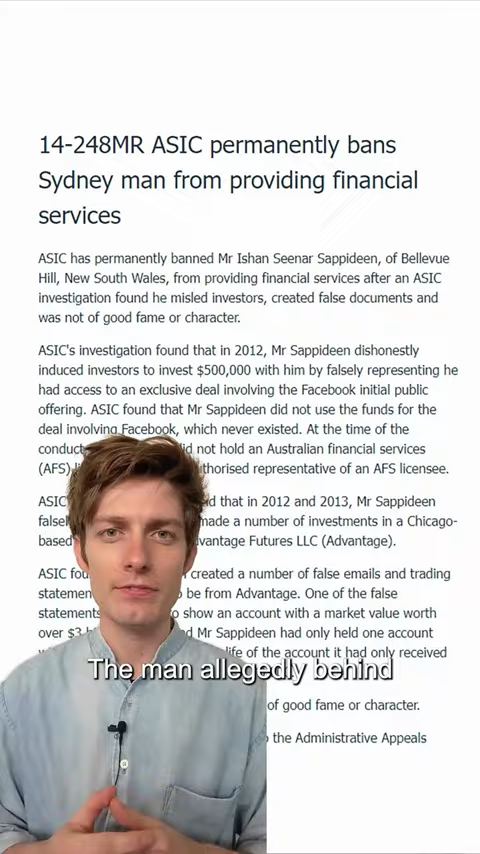 14-248MR ASIC permanently bans
Sydney man from providing financial
services
ASIC has permanently banned Mr Ishan Seenar Sappideen, of Bellevue
Hill, New South Wales, from providing financial services after an ASIC
investigation found he misled investors, created false documents and
was not of good fame or character.
ASIC's investigation found that in 2012, Mr Sappideen dishonestly
induced investors to invest $500,000 with him by falsely representing he
had access to an exclusive deal involving the Facebook initial public
offering. ASIC found that Mr Sappideen did not use the funds for the
deal involving Facebook, which never existed. At the time of the
conduct did not hold an Australian financial services
(AFS) authorised representative of an AFS licensee.
ASIC d that in 2012 and 2013, Mr Sappideen
falsel made a number of investments in a Chicago-
based vantage Futures LLC (Advantage).
ASIC fou created a number of false emails and trading
statemen o be from Advantage. One of the false
statements o show an account with a market value worth
over $3 d Mr Sappideen had only held one account
life of the account it had only received
The man allegedly behind
of good fame or character.
the Administrative Appeals